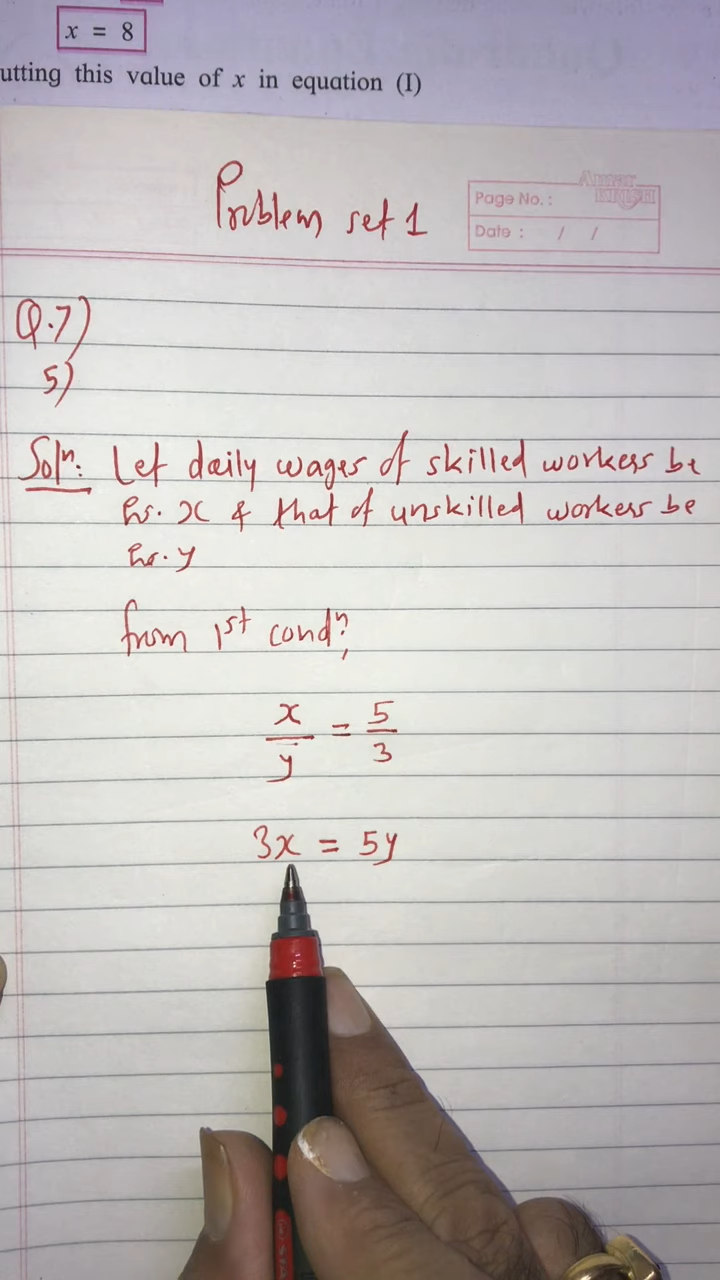 x = 8
utting this value of x in equation (I)
Problem set 1
Page No. :
Date : / /
Q.7)
5)
Solⁿ: Let daily wages of skilled workers be
Rs. x & that of unskilled workers be
Rs. y
from 1st condⁿ,
x/y = 5/3
3x = 5y